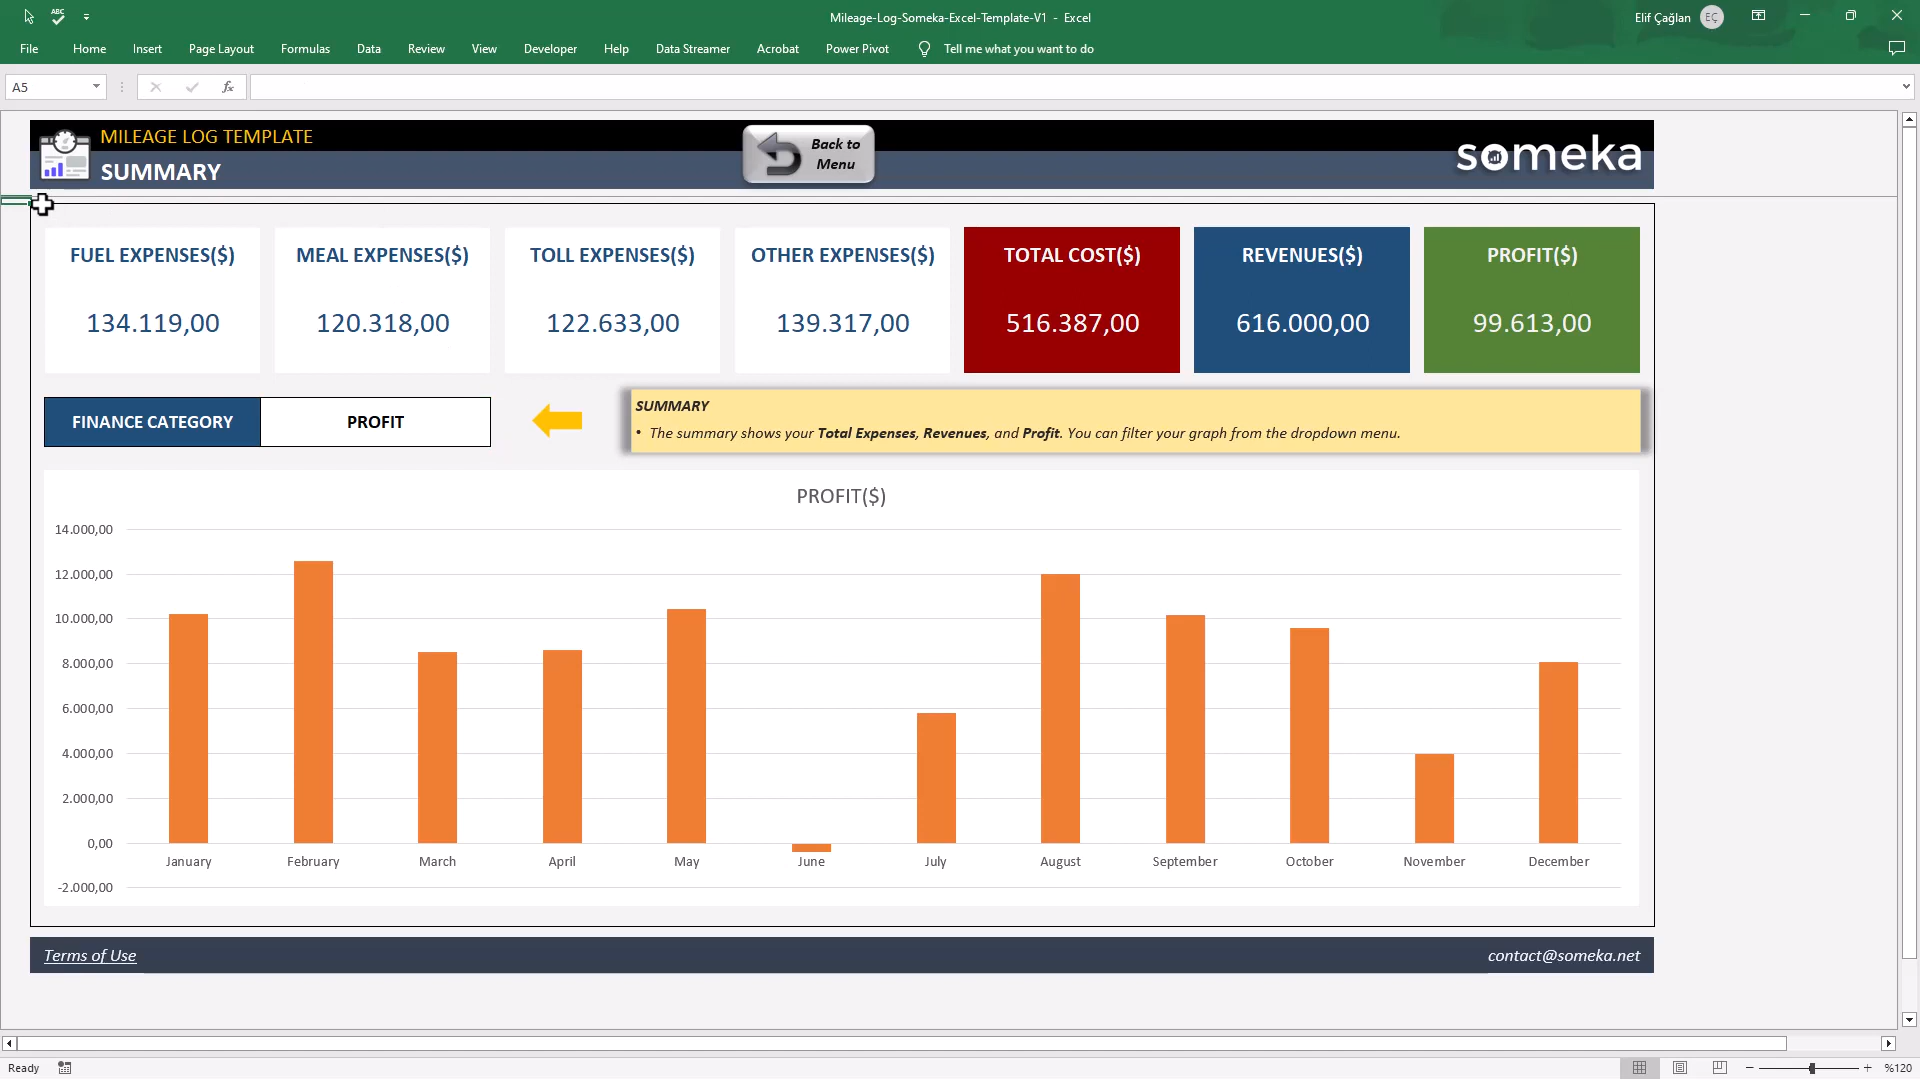 ABC
Mileage-Log-Someka-Excel-Template-V1 - Excel
Elif Çağlan EÇ
File Home Insert Page Layout Formulas Data Review View Developer Help Data Streamer Acrobat Power Pivot Tell me what you want to do
A5 fx
MILEAGE LOG TEMPLATE
SUMMARY
Back to
Menu
someka
FUEL EXPENSES($) MEAL EXPENSES($) TOLL EXPENSES($) OTHER EXPENSES($) TOTAL COST($) REVENUES($) PROFIT($)
134.119,00 120.318,00 122.633,00 139.317,00 516.387,00 616.000,00 99.613,00
FINANCE CATEGORY PROFIT
SUMMARY
• The summary shows your Total Expenses, Revenues, and Profit. You can filter your graph from the dropdown menu.
PROFIT($)
14.000,00
12.000,00
10.000,00
8.000,00
6.000,00
4.000,00
2.000,00
0,00
January February March April May June July August September October November December
-2.000,00
Terms of Use contact@someka.net
Ready %120